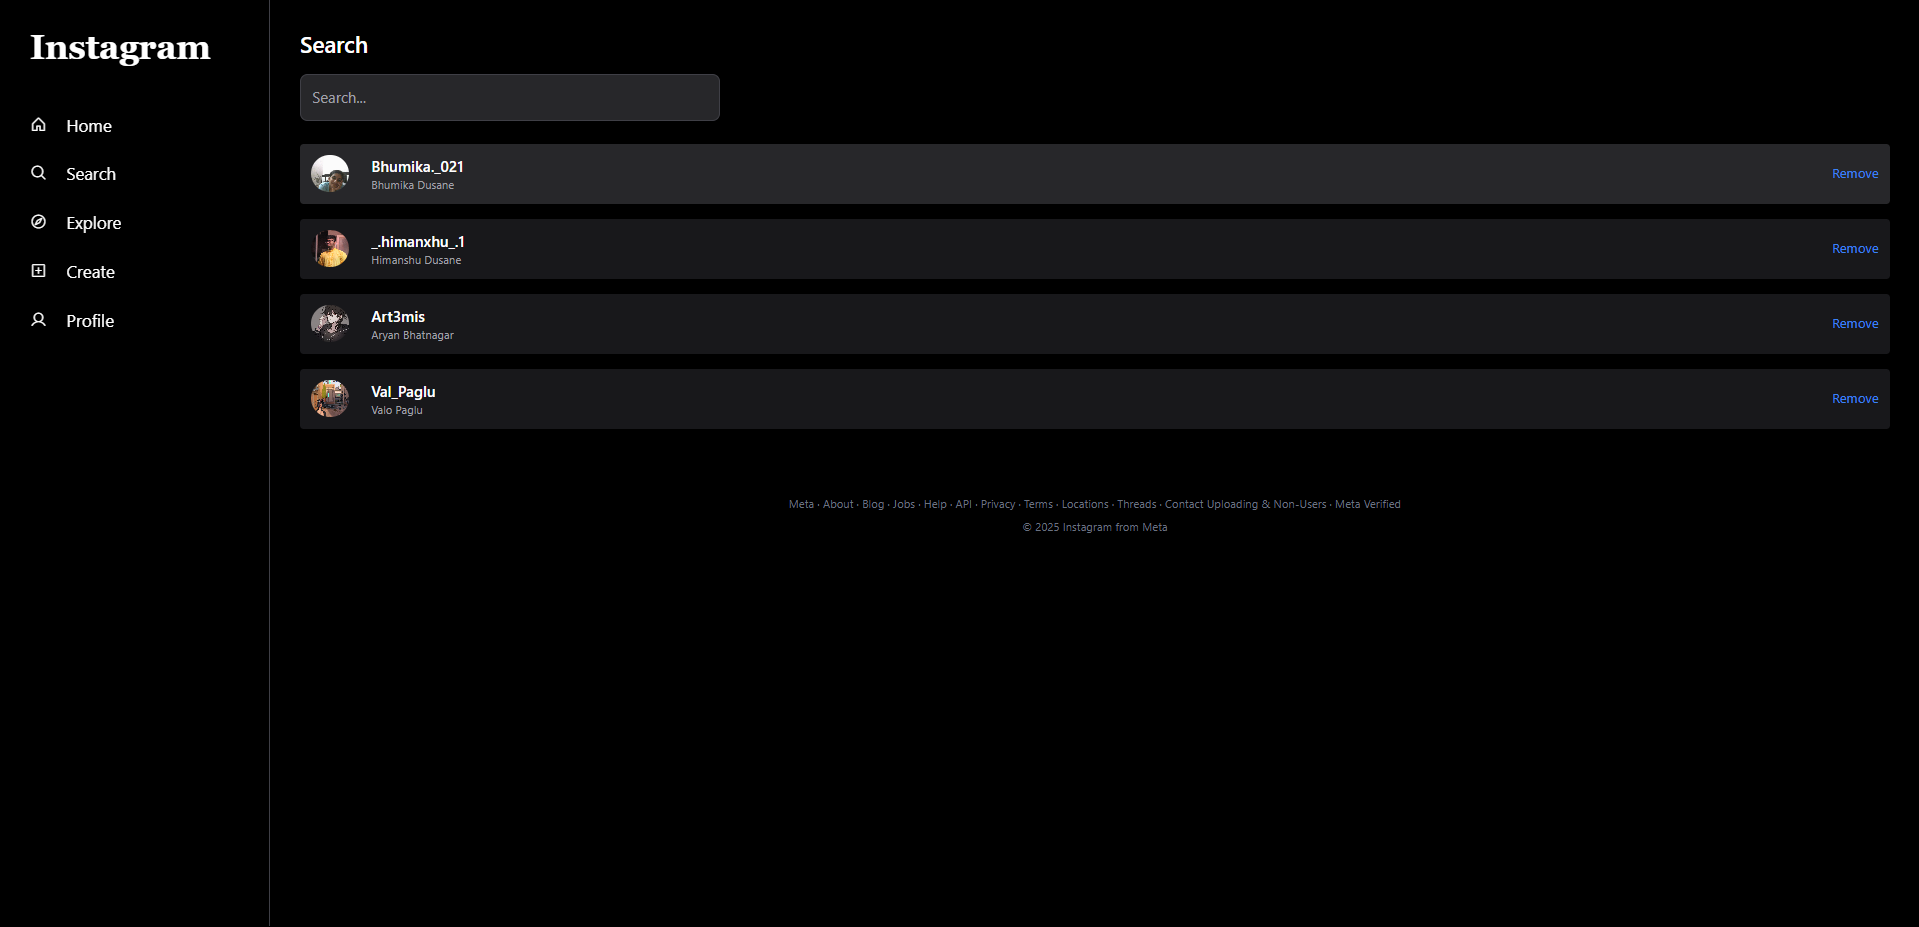 Instagram
Home
Search
Explore
Create
Profile
Search
Search...
Bhumika._021
Bhumika Dusane
Remove
_.himanxhu_.1
Himanshu Dusane
Remove
Art3mis
Aryan Bhatnagar
Remove
Val_Paglu
Valo Paglu
Remove
Meta · About · Blog · Jobs · Help · API · Privacy · Terms · Locations · Threads · Contact Uploading & Non-Users · Meta Verified
© 2025 Instagram from Meta